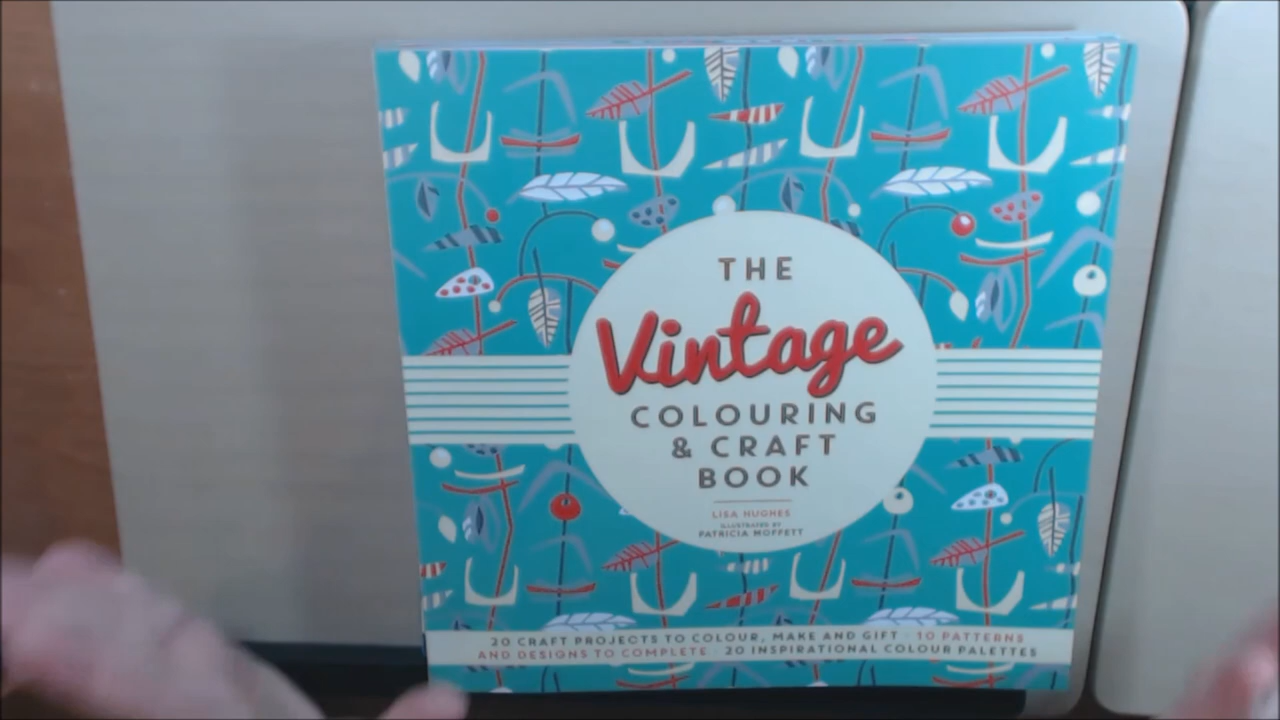 THE
Vintage
COLOURING
& CRAFT
BOOK
LISA HUGHES
ILLUSTRATED BY
PATRICIA MOFFETT
20 CRAFT PROJECTS TO COLOUR, MAKE AND GIFT · 10 PATTERNS
AND DESIGNS TO COMPLETE · 20 INSPIRATIONAL COLOUR PALETTES